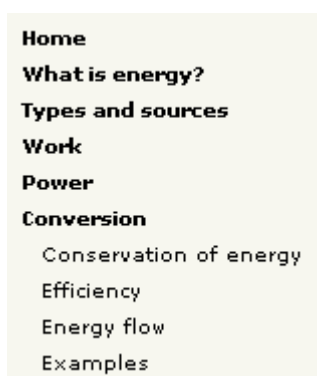 Home
What is energy?
Types and sources
Work
Power
Conversion
Conservation of energy
Efficiency
Energy flow
Examples